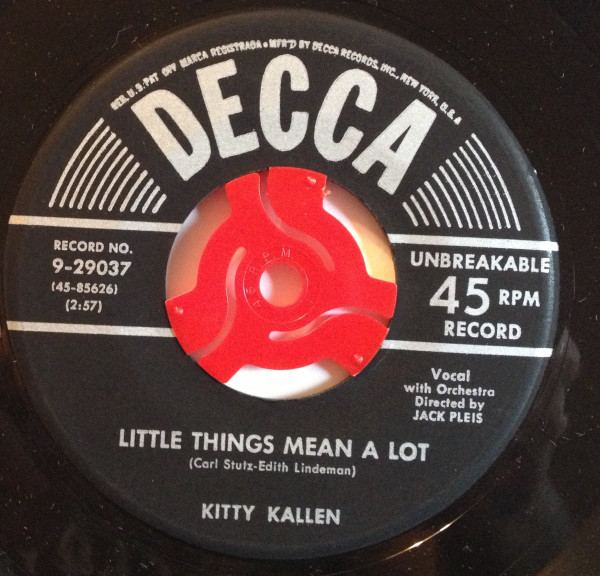 REG. U.S. PAT OFF MARCA REGISTRADA • MFR'D BY DECCA RECORDS, INC., NEW YORK, U.S.A
DECCA
RECORD NO.
9-29037
(45-85626)
(2:57)
45 RPM
UNBREAKABLE
45 RPM
RECORD
Vocal
with Orchestra
Directed by
JACK PLEIS
LITTLE THINGS MEAN A LOT
(Carl Stutz-Edith Lindeman)
KITTY KALLEN